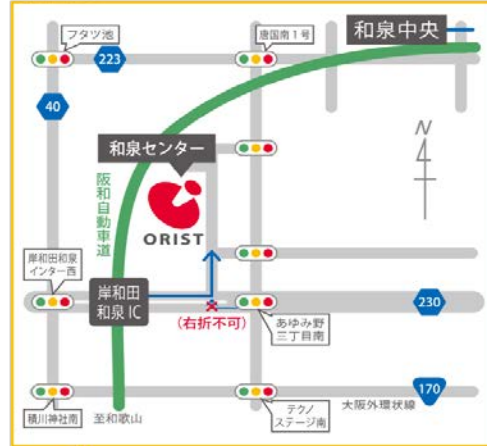 フタツ池
223
唐国南1号
和泉中央
40
和泉センター
N
阪和自動車道
ORIST
岸和田和泉
インター西
岸和田
和泉IC
(右折不可)
あゆみ野
三丁目南
230
積川神社南
至和歌山
テクノ
ステージ南
大阪外環状線
170